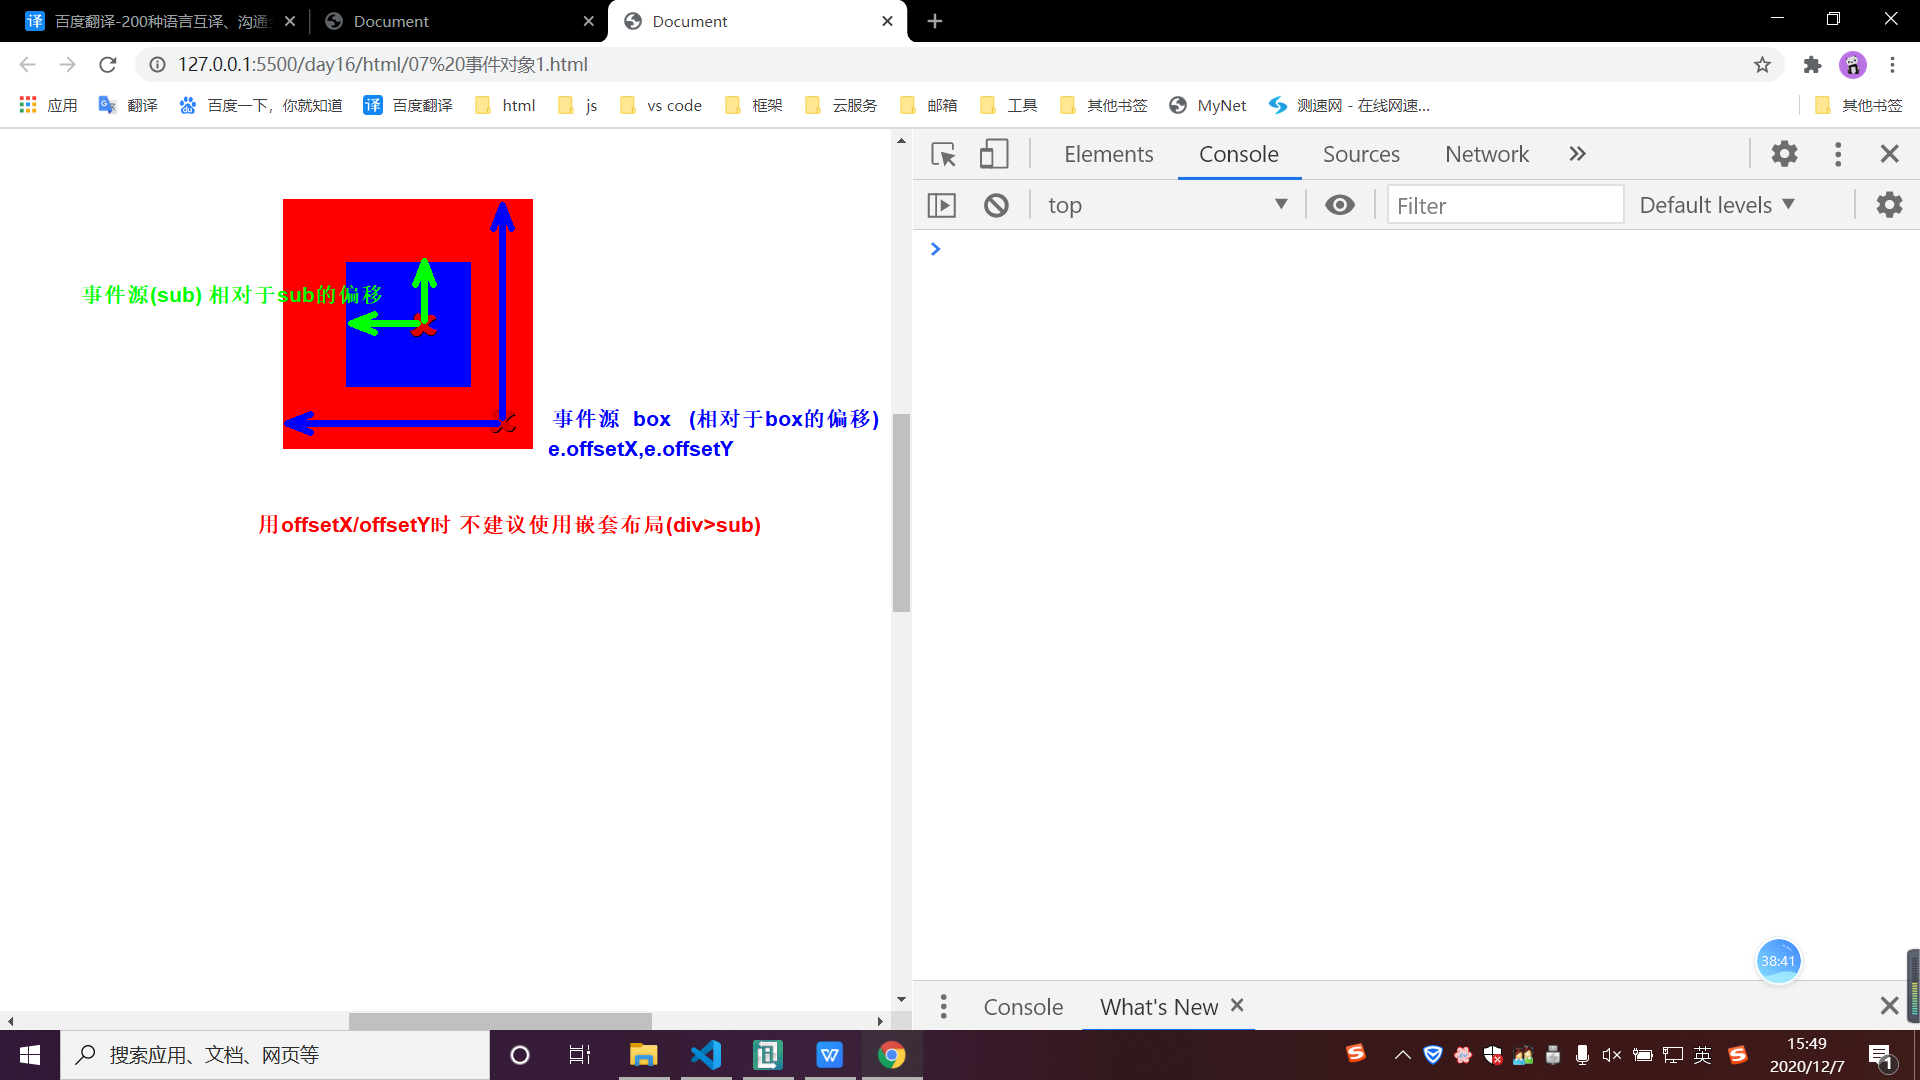 百度翻译-200种语言互译、沟通
Document
Document
127.0.0.1:5500/day16/html/07%20事件对象1.html
应用
翻译
百度一下，你就知道
百度翻译
html
js
vs code
框架
云服务
邮箱
工具
其他书签
MyNet
测速网 - 在线网速...
其他书签
Elements
Console
Sources
Network
top
Filter
Default levels
事件源(sub) 相对于sub的偏移
事件源 box (相对于box的偏移)
e.offsetX,e.offsetY
用offsetX/offsetY时 不建议使用嵌套布局(div>sub)
38:41
Console
What's New
搜索应用、文档、网页等
英
15:49
2020/12/7
1